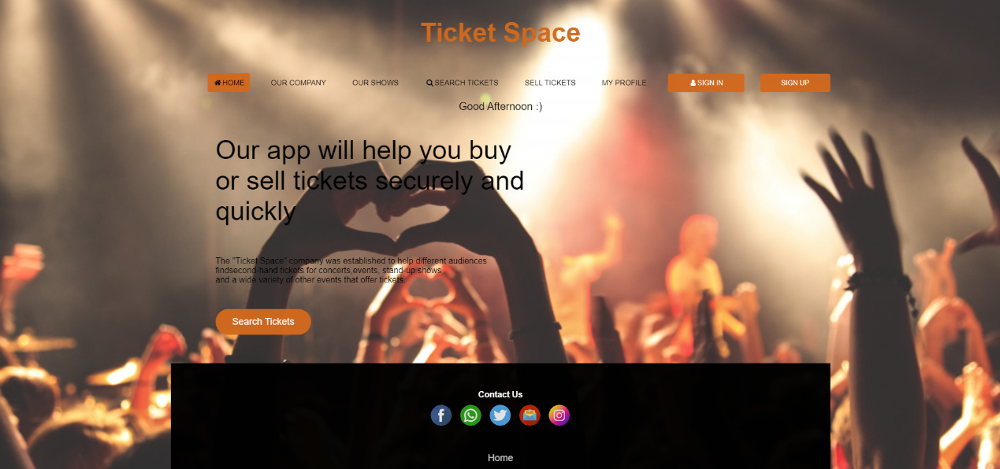 Ticket Space
HOME OUR COMPANY OUR SHOWS SEARCH TICKETS SELL TICKETS MY PROFILE SIGN IN SIGN UP
Good Afternoon :)
Our app will help you buy
or sell tickets securely and
quickly
The "Ticket Space" company was established to help different audiences
findsecond-hand tickets for concerts,events, stand-up shows
and a wide variety of other events that offer tickets
Search Tickets
Contact Us
Home